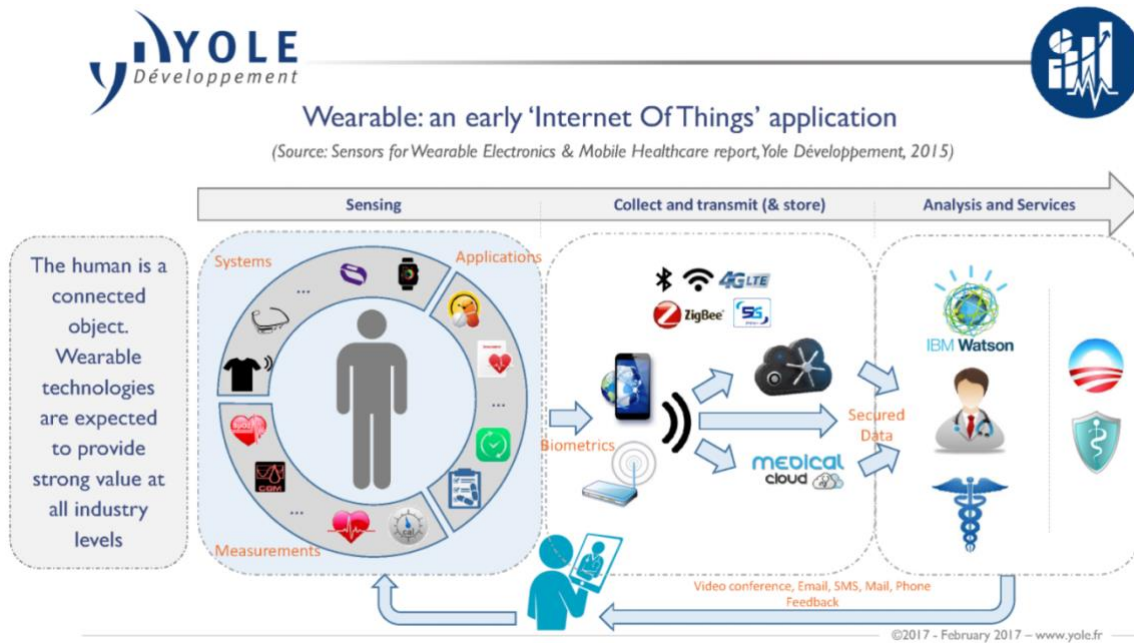 YOLE
Développement
Wearable: an early ‘Internet Of Things’ application
(Source: Sensors for Wearable Electronics & Mobile Healthcare report, Yole Développement, 2015)
Sensing
Collect and transmit (& store)
Analysis and Services
The human is a
connected
object.
Wearable
technologies
are expected
to provide
strong value at
all industry
levels
Systems
Applications
...
...
CGM
...
cal
Measurements
4G LTE
ZigBee®
Biometrics
medical
cloud
Secured
Data
IBM Watson
Video conference, Email, SMS, Mail, Phone
Feedback
©2017 - February 2017 – www.yole.fr